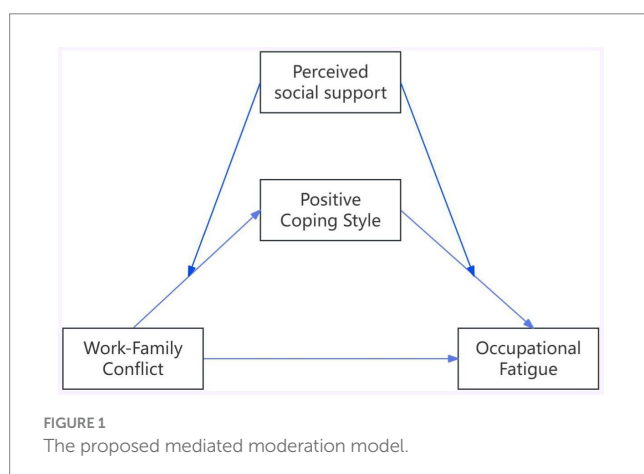 Perceived
social support
Positive
Coping Style
Work-Family
Conflict
Occupational
Fatigue
FIGURE 1
The proposed mediated moderation model.